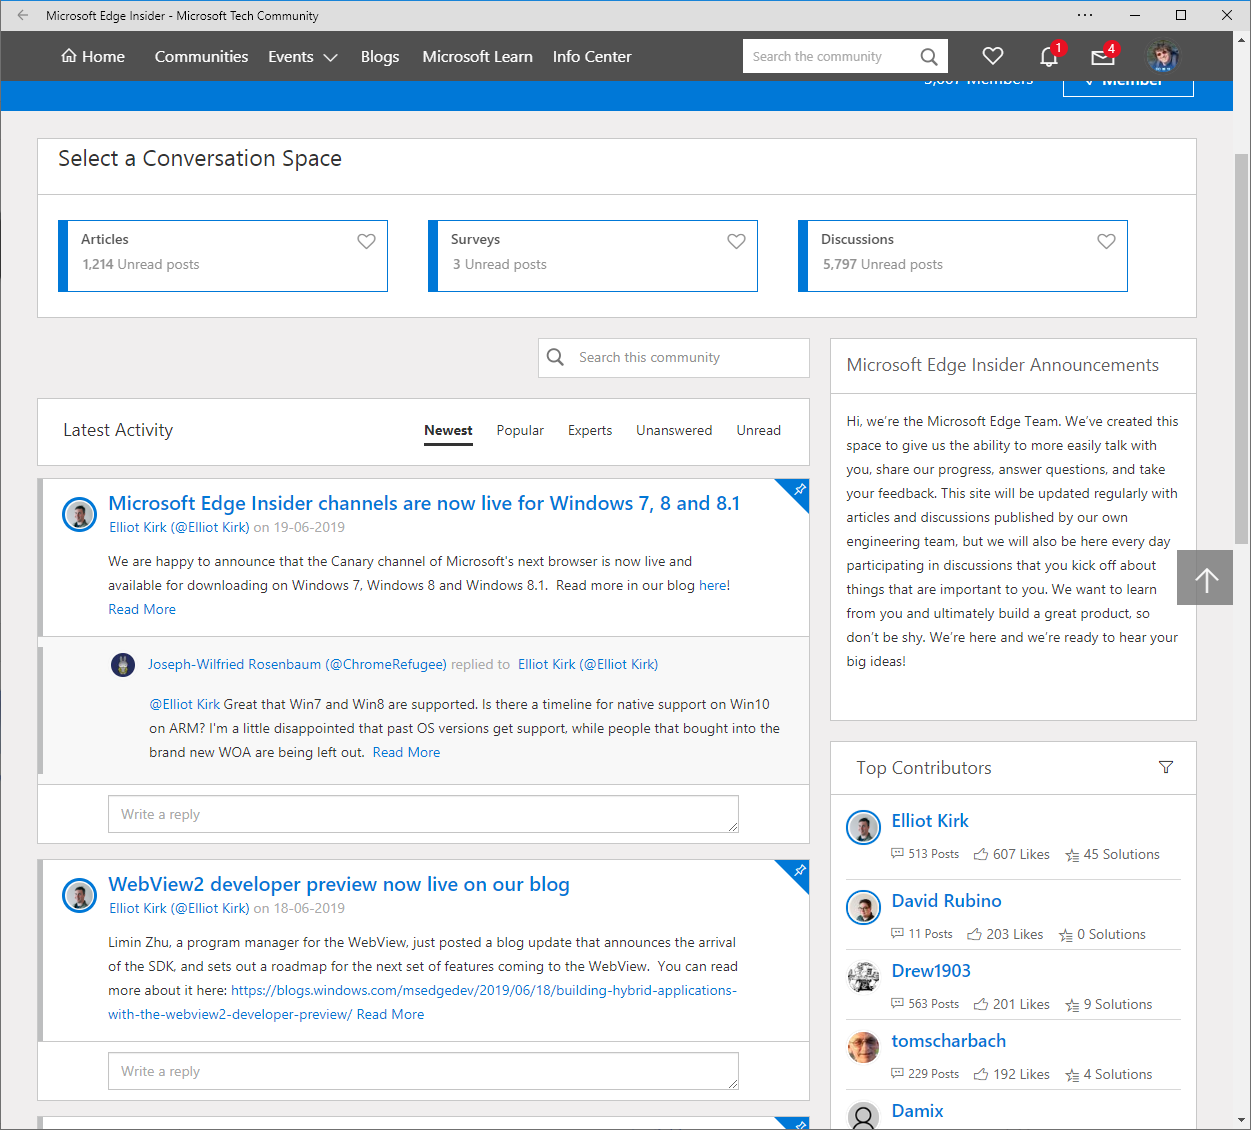 Microsoft Edge Insider - Microsoft Tech Community
Home
Communities
Events
Blogs
Microsoft Learn
Info Center
Search the community
1
4
Members
Member
Select a Conversation Space
Articles
1,214 Unread posts
Surveys
3 Unread posts
Discussions
5,797 Unread posts
Search this community
Latest Activity
Newest
Popular
Experts
Unanswered
Unread
Microsoft Edge Insider channels are now live for Windows 7, 8 and 8.1
Elliot Kirk (@Elliot Kirk) on 19-06-2019
We are happy to announce that the Canary channel of Microsoft's next browser is now live and
available for downloading on Windows 7, Windows 8 and Windows 8.1. Read more in our blog here!
Read More
Joseph-Wilfried Rosenbaum (@ChromeRefugee) replied to Elliot Kirk (@Elliot Kirk)
@Elliot Kirk Great that Win7 and Win8 are supported. Is there a timeline for native support on Win10
on ARM? I'm a little disappointed that past OS versions get support, while people that bought into the
brand new WOA are being left out. Read More
Write a reply
WebView2 developer preview now live on our blog
Elliot Kirk (@Elliot Kirk) on 18-06-2019
Limin Zhu, a program manager for the WebView, just posted a blog update that announces the arrival
of the SDK, and sets out a roadmap for the next set of features coming to the WebView. You can read
more about it here: https://blogs.windows.com/msedgedev/2019/06/18/building-hybrid-applications-
with-the-webview2-developer-preview/ Read More
Write a reply
Microsoft Edge Insider Announcements
Hi, we're the Microsoft Edge Team. We've created this
space to give us the ability to more easily talk with
you, share our progress, answer questions, and take
your feedback. This site will be updated regularly with
articles and discussions published by our own
engineering team, but we will also be here every day
participating in discussions that you kick off about
things that are important to you. We want to learn
from you and ultimately build a great product, so
don't be shy. We're here and we're ready to hear your
big ideas!
Top Contributors
Elliot Kirk
513 Posts 607 Likes 45 Solutions
David Rubino
11 Posts 203 Likes 0 Solutions
Drew1903
563 Posts 201 Likes 9 Solutions
tomscharbach
229 Posts 192 Likes 4 Solutions
Damix